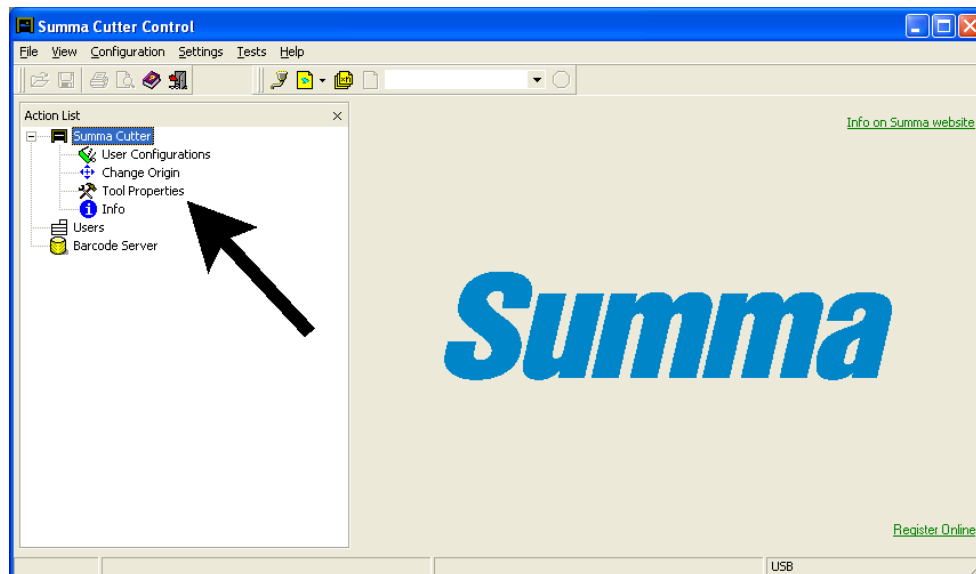 Summa Cutter Control
File View Configuration Settings Tests Help
Action List
Info on Summa website
Summa Cutter
User Configurations
Change Origin
Tool Properties
Info
Users
Barcode Server
Summa
Register Online
USB